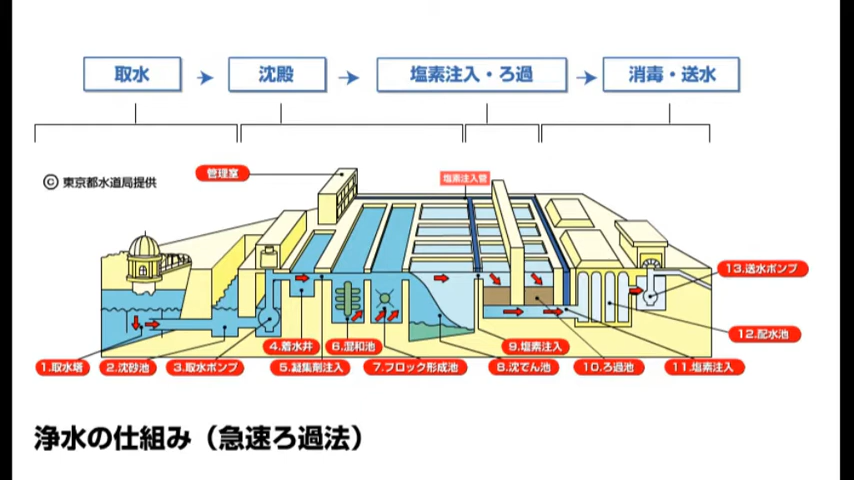 取水
沈殿
塩素注入・ろ過
消毒・送水
© 東京都水道局提供
管理室
塩素注入管
13.送水ポンプ
12.配水池
4.着水井
6.混和池
9.塩素注入
1.取水塔
2.沈砂池
3.取水ポンプ
5.凝集剤注入
7.フロック形成池
8.沈でん池
10.ろ過池
11.塩素注入
浄水の仕組み（急速ろ過法）